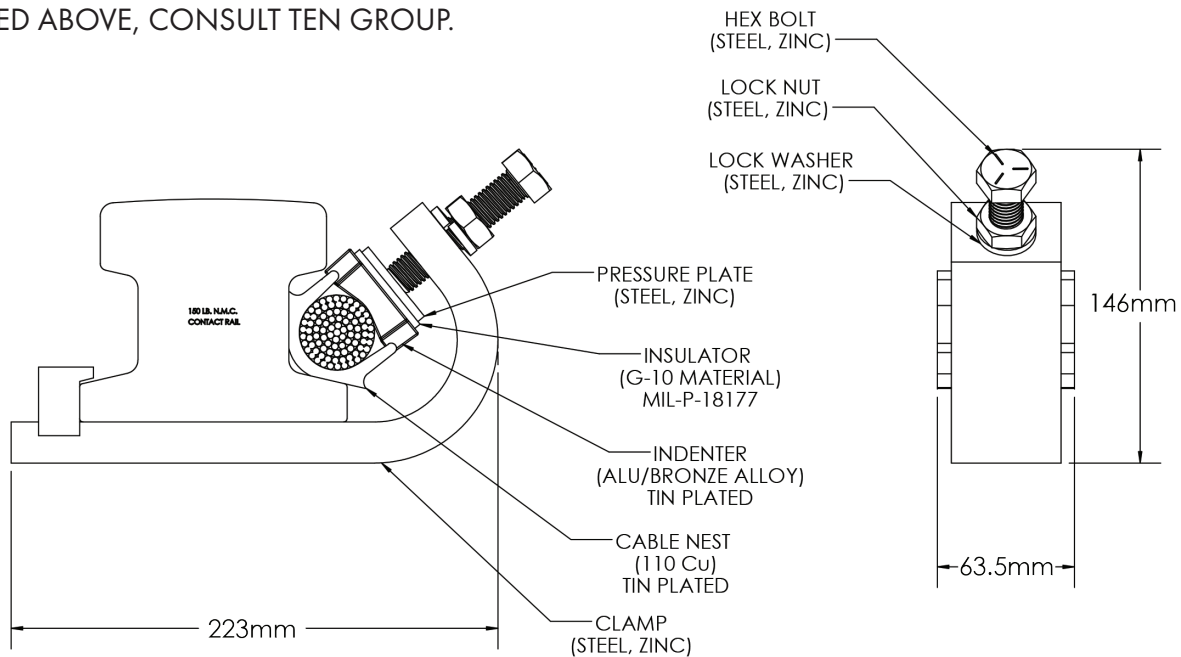 ED ABOVE, CONSULT TEN GROUP.
HEX BOLT
(STEEL, ZINC)
LOCK NUT
(STEEL, ZINC)
LOCK WASHER
(STEEL, ZINC)
PRESSURE PLATE
(STEEL, ZINC)
INSULATOR
(G-10 MATERIAL)
MIL-P-18177
INDENTER
(ALU/BRONZE ALLOY)
TIN PLATED
CABLE NEST
(110 Cu)
TIN PLATED
CLAMP
(STEEL, ZINC)
150 LB. N.M.C.
CONTACT RAIL
223mm
146mm
63.5mm